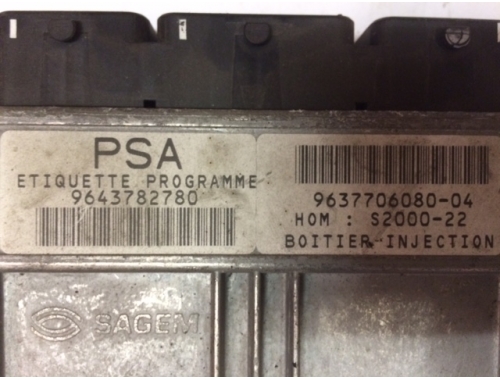 PSA
ETIQUETTE PROGRAMME
9643782780
9637706080-04
HOM : S2000-22
BOITIER-INJECTION
SAGEM